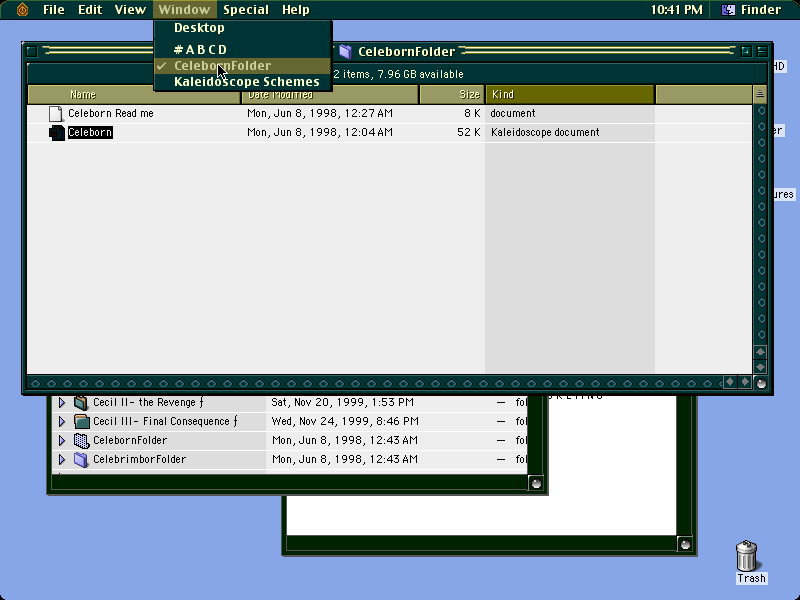 File Edit View Window Special Help 10:41 PM Finder
Desktop
# A B C D
✓ CelebornFolder
Kaleidoscope Schemes
CelebornFolder
2 items, 7.96 GB available
HD
Name Date Modified Size Kind
Celeborn Read me Mon, Jun 8, 1998, 12:27 AM 8 K document
Celeborn Mon, Jun 8, 1998, 12:04 AM 52 K Kaleidoscope document
er
ures
Cecil II- the Revenge ƒ Sat, Nov 20, 1999, 1:53 PM — fol
Cecil III- Final Consequence ƒ Wed, Nov 24, 1999, 8:46 PM — fol
CelebornFolder Mon, Jun 8, 1998, 12:43 AM — fol
CelebrimborFolder Mon, Jun 8, 1998, 12:43 AM — fol
Trash